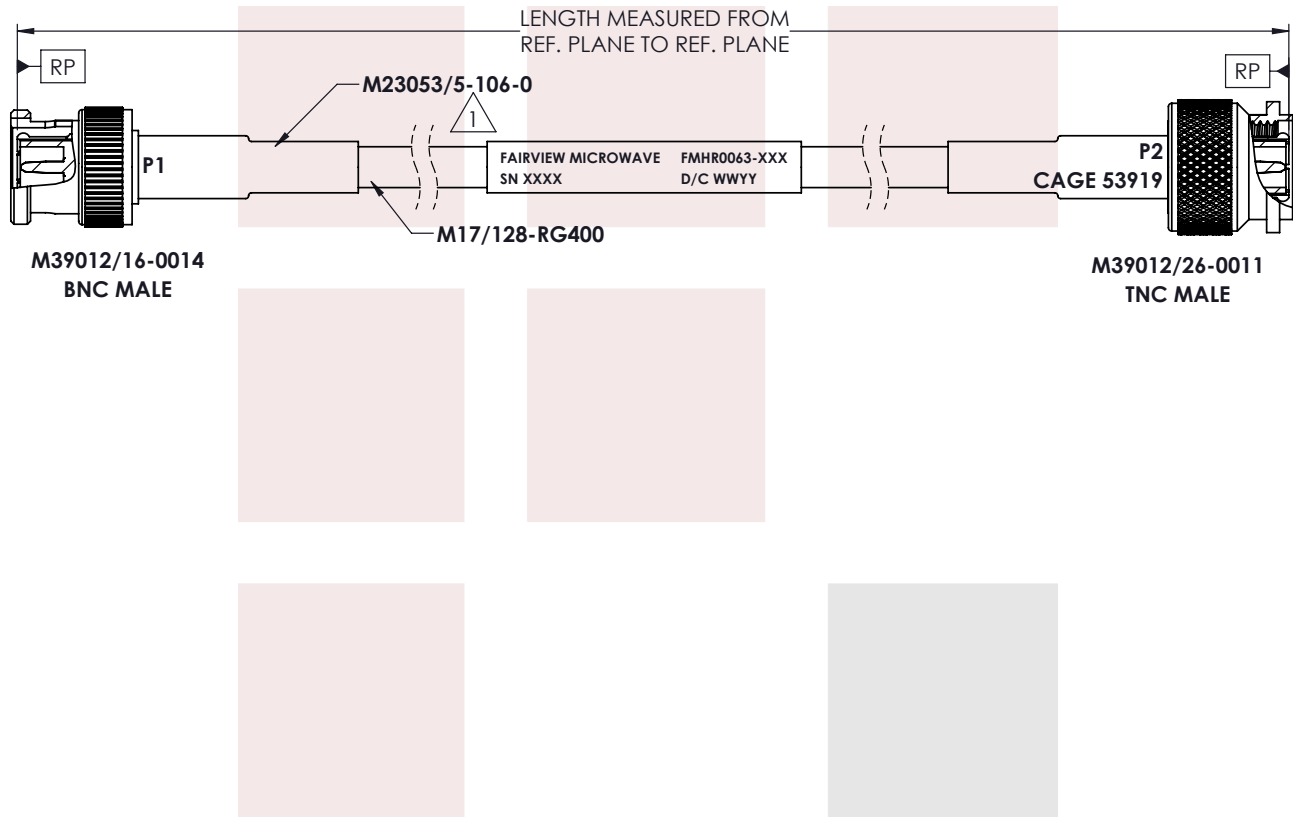 LENGTH MEASURED FROM
REF. PLANE TO REF. PLANE
RP
RP
M23053/5-106-0
1
P1
FAIRVIEW MICROWAVE FMHR0063-XXX
SN XXXX D/C WWYY
P2
CAGE 53919
M17/128-RG400
M39012/16-0014
BNC MALE
M39012/26-0011
TNC MALE